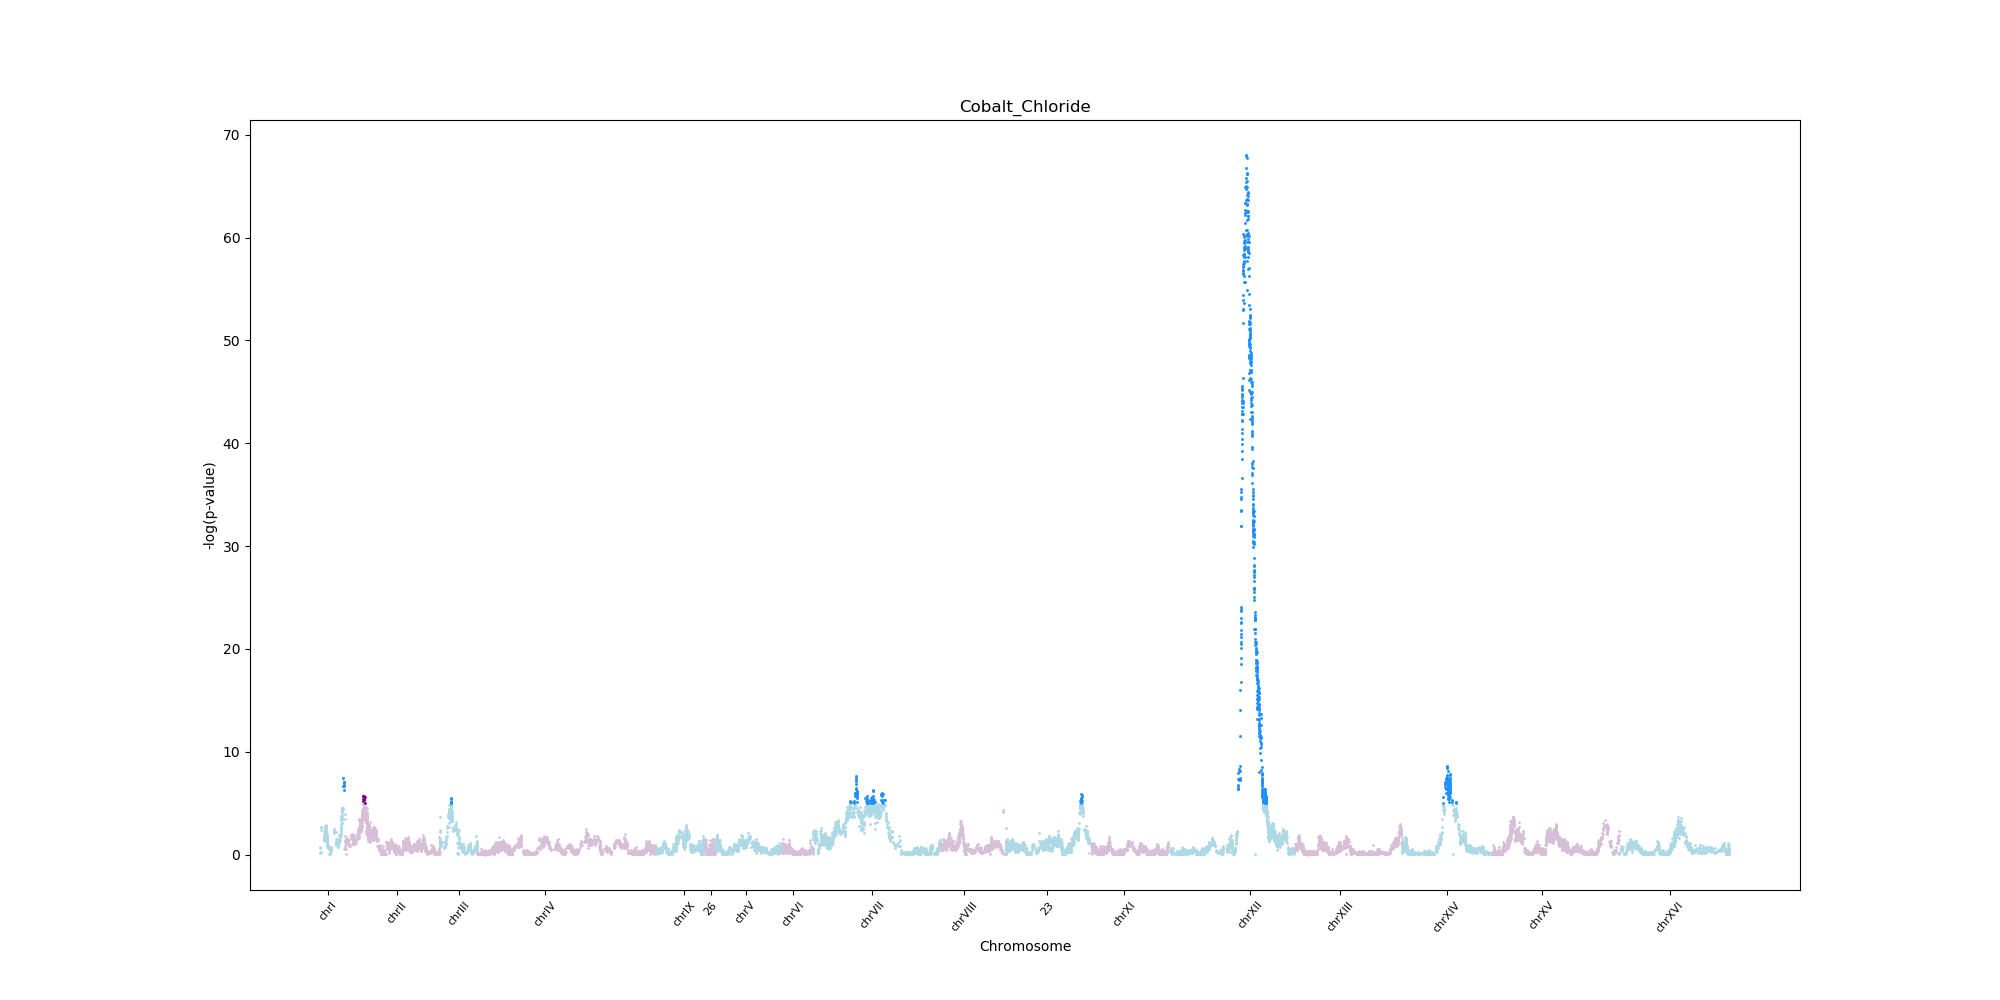 Cobalt_Chloride
70
60
50
40
30
20
10
0
-log(p-value)
chrI chrII chrIII chrIV chrIX 26 chrV chrVI chrVII chrVIII 23 chrXI chrXII chrXIII chrXIV chrXV chrXVI
Chromosome